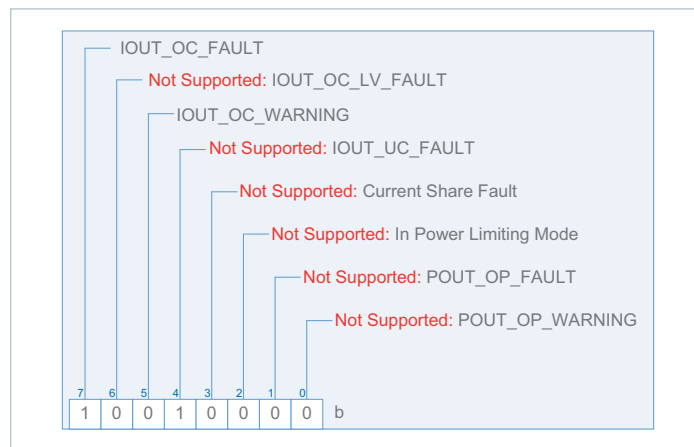 IOUT_OC_FAULT
Not Supported: IOUT_OC_LV_FAULT
IOUT_OC_WARNING
Not Supported: IOUT_UC_FAULT
Not Supported: Current Share Fault
Not Supported: In Power Limiting Mode
Not Supported: POUT_OP_FAULT
Not Supported: POUT_OP_WARNING
7 6 5 4 3 2 1 0
1 0 0 1 0 0 0 0 b